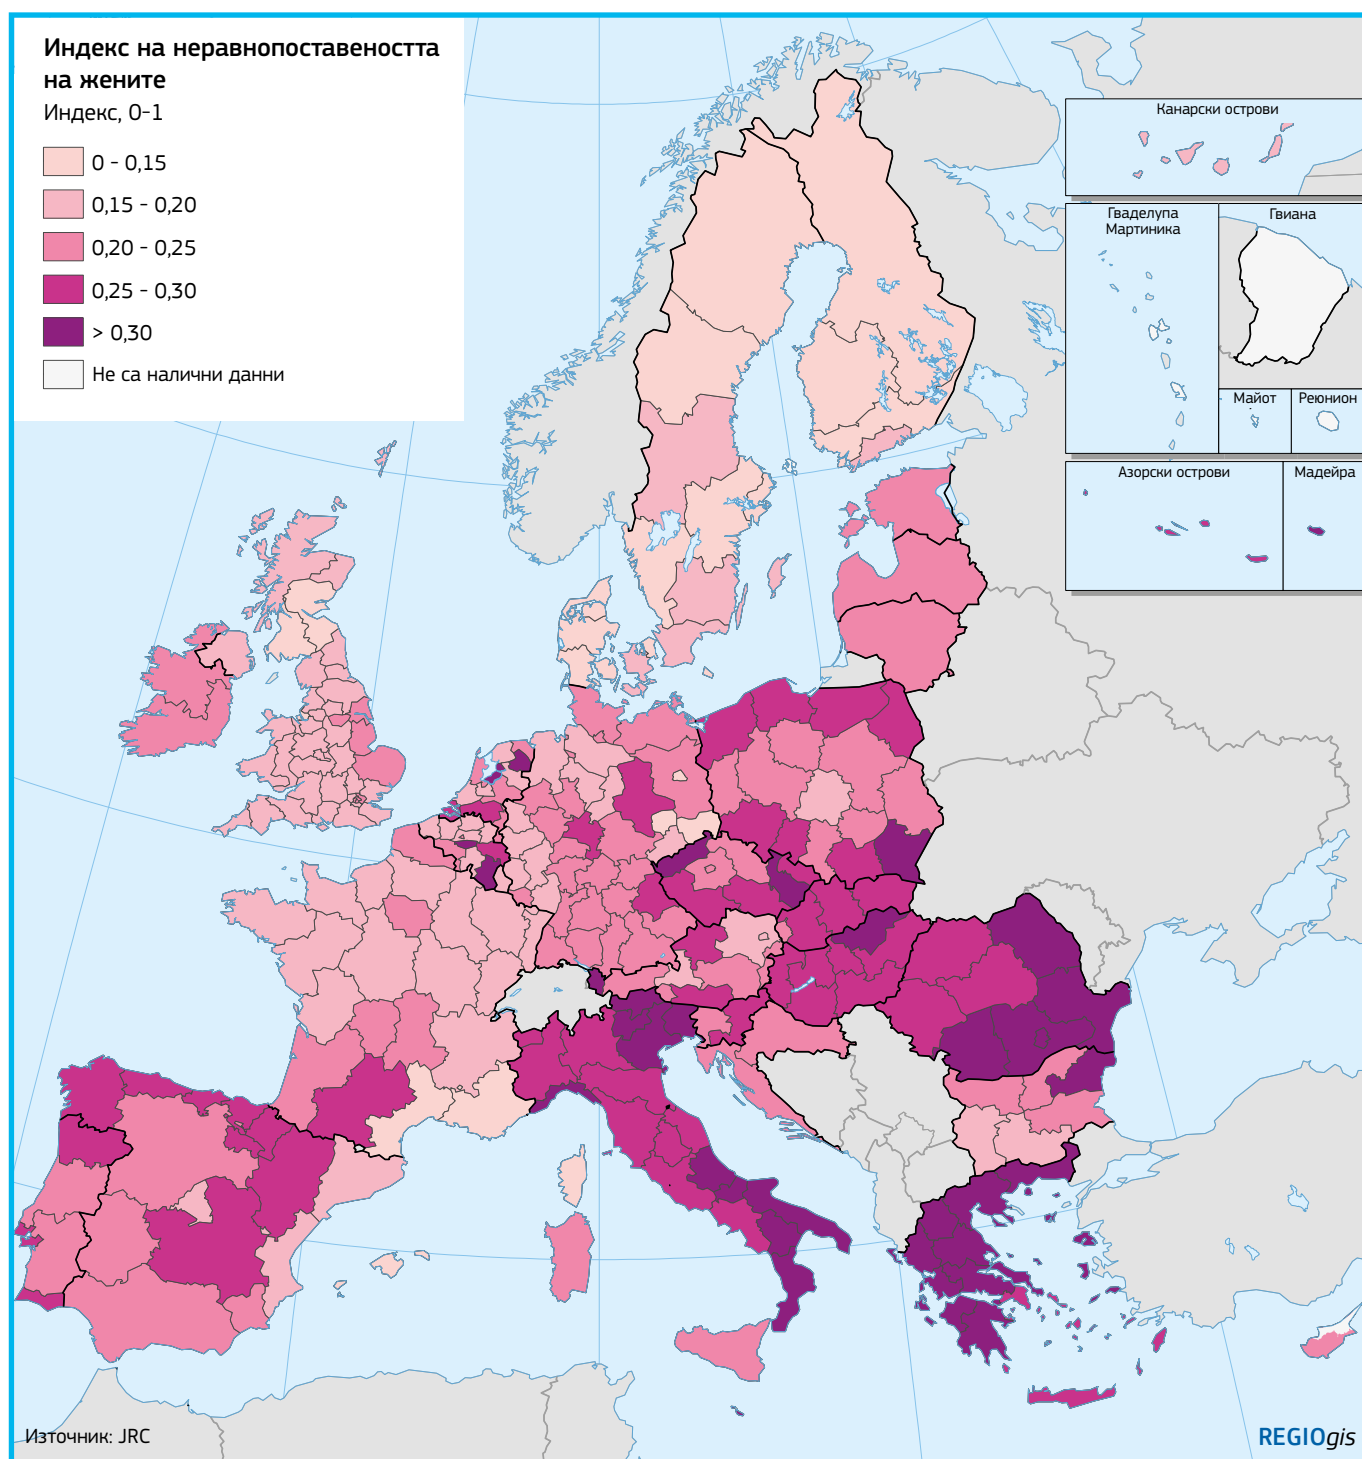 Индекс на неравнопоставеността
на жените
Индекс, 0-1
0 - 0,15
0,15 - 0,20
0,20 - 0,25
0,25 - 0,30
> 0,30
Не са налични данни
Канарски острови
Гваделупа
Мартиника
Гвиана
Майот
Реюнион
Азорски острови
Мадейра
Източник: JRC
REGIOgis